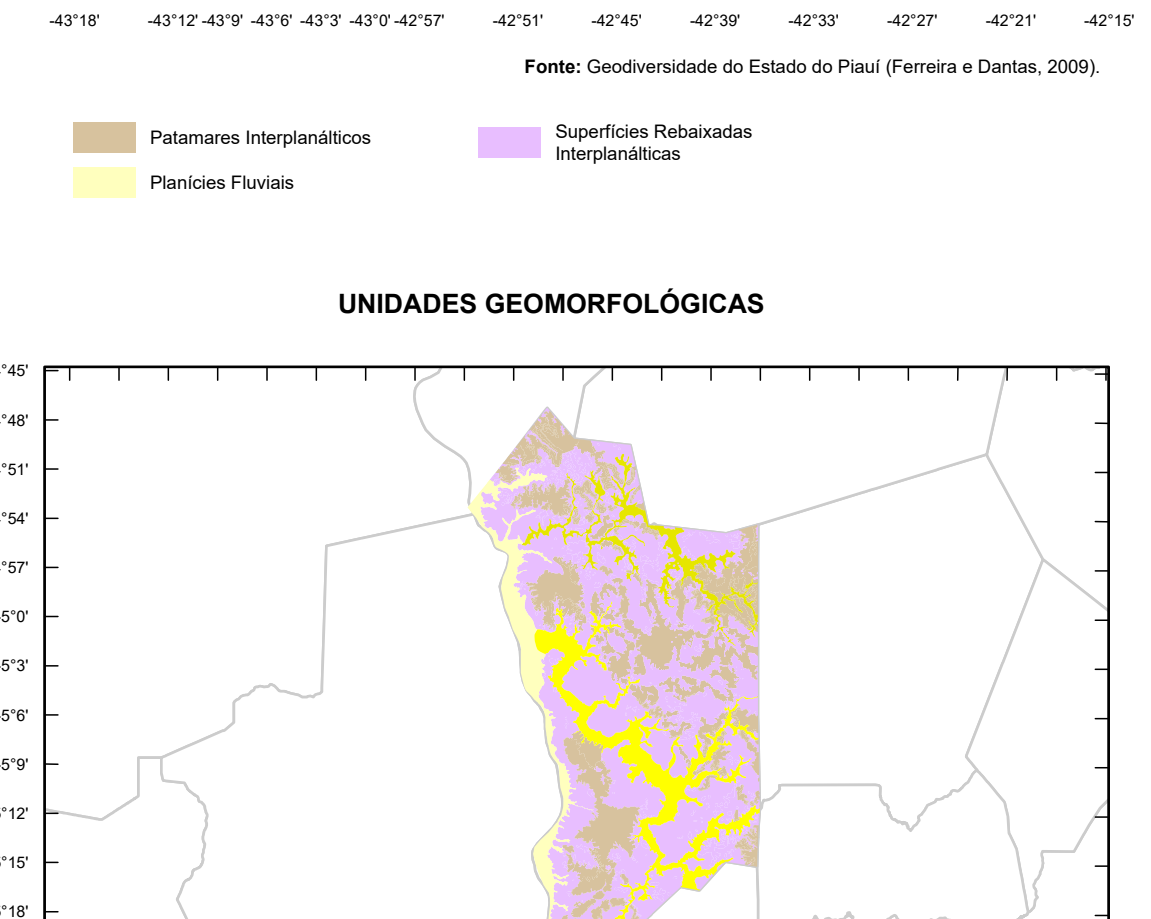 -43°18' -43°12' -43°9' -43°6' -43°3' -43°0' -42°57' -42°51' -42°45' -42°39' -42°33' -42°27' -42°21' -42°15'
Fonte: Geodiversidade do Estado do Piauí (Ferreira e Dantas, 2009).
Patamares Interplanálticos
Superfícies Rebaixadas
Interplanálticas
Planícies Fluviais
UNIDADES GEOMORFOLÓGICAS
°45'
°48'
°51'
°54'
°57'
5°0'
5°3'
5°6'
5°9'
5°12'
5°15'
5°18'